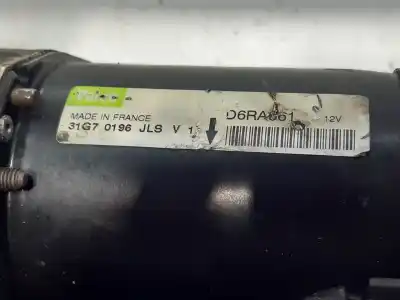 MADE IN FRANCE
31G7 0196 JLS V 1
D6RA661
12V